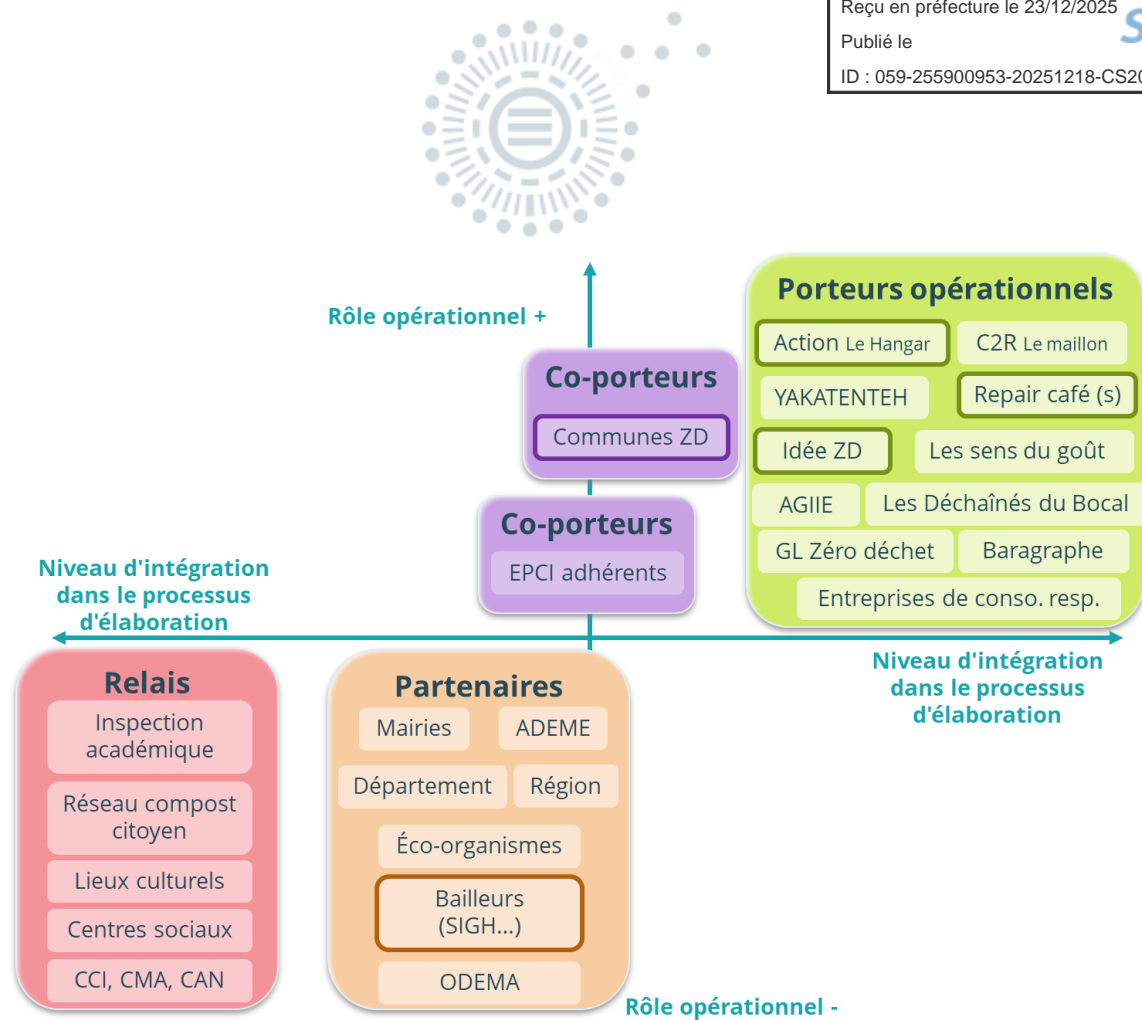 Reçu en préfecture le 23/12/2025
Publié le
ID : 059-255900953-20251218-CS20
Rôle opérationnel +
Porteurs opérationnels
Action Le Hangar
C2R Le maillon
YAKATENTEH
Repair café (s)
Idée ZD
Les sens du goût
AGIIE
Les Déchaînés du Bocal
GL Zéro déchet
Baragraphe
Entreprises de conso. resp.
Co-porteurs
Communes ZD
Co-porteurs
EPCI adhérents
Niveau d'intégration
dans le processus
d'élaboration
Niveau d'intégration
dans le processus
d'élaboration
Relais
Inspection
académique
Réseau compost
citoyen
Lieux culturels
Centres sociaux
CCI, CMA, CAN
Partenaires
Mairies
ADEME
Département
Région
Éco-organismes
Bailleurs
(SIGH...)
ODEMA
Rôle opérationnel -